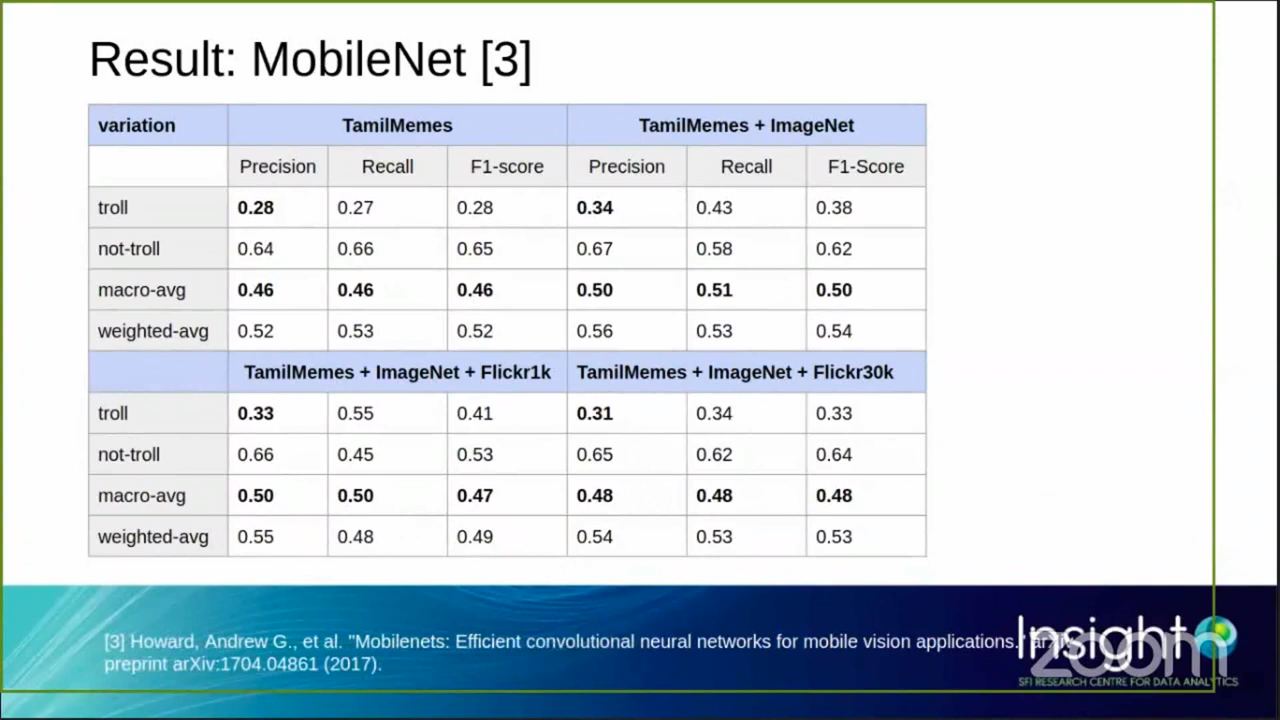 Result: MobileNet [3]
variation TamilMemes TamilMemes + ImageNet
Precision Recall F1-score Precision Recall F1-Score
troll 0.28 0.27 0.28 0.34 0.43 0.38
not-troll 0.64 0.66 0.65 0.67 0.58 0.62
macro-avg 0.46 0.46 0.46 0.50 0.51 0.50
weighted-avg 0.52 0.53 0.52 0.56 0.53 0.54
TamilMemes + ImageNet + Flickr1k TamilMemes + ImageNet + Flickr30k
troll 0.33 0.55 0.41 0.31 0.34 0.33
not-troll 0.66 0.45 0.53 0.65 0.62 0.64
macro-avg 0.50 0.50 0.47 0.48 0.48 0.48
weighted-avg 0.55 0.48 0.49 0.54 0.53 0.53
[3] Howard, Andrew G., et al. "Mobilenets: Efficient convolutional neural networks for mobile vision applications." arXiv
preprint arXiv:1704.04861 (2017).
Insight
zoom
SFI RESEARCH CENTRE FOR DATA ANALYTICS